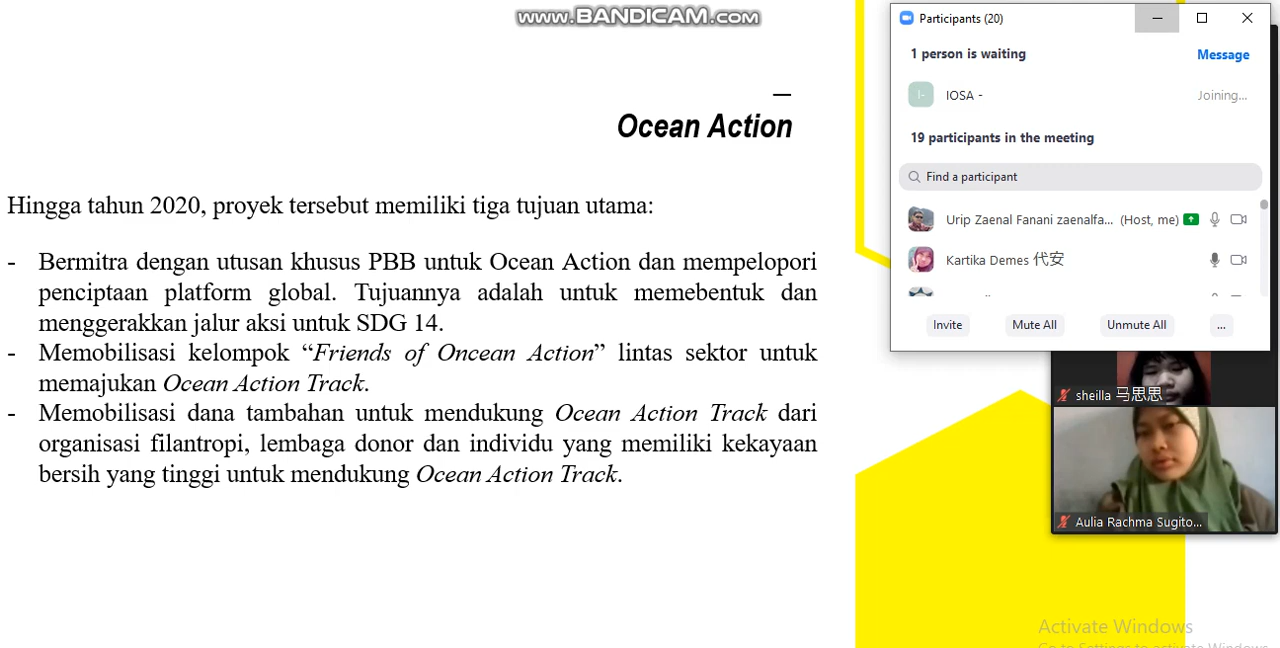 www.BANDICAM.com
Ocean Action
Hingga tahun 2020, proyek tersebut memiliki tiga tujuan utama:
- Bermitra dengan utusan khusus PBB untuk Ocean Action dan mempelopori
penciptaan platform global. Tujuannya adalah untuk memebentuk dan
menggerakkan jalur aksi untuk SDG 14.
- Memobilisasi kelompok “Friends of Oncean Action” lintas sektor untuk
memajukan Ocean Action Track.
- Memobilisasi dana tambahan untuk mendukung Ocean Action Track dari
organisasi filantropi, lembaga donor dan individu yang memiliki kekayaan
bersih yang tinggi untuk mendukung Ocean Action Track.
Participants (20)
1 person is waiting Message
I- IOSA - Joining...
19 participants in the meeting
Find a participant
Urip Zaenal Fanani zaenalfa... (Host, me)
Kartika Demes 代安
Invite Mute All Unmute All ...
sheilla 马思思
Aulia Rachma Sugito...
Activate Windows
Go to Settings to activate Windows